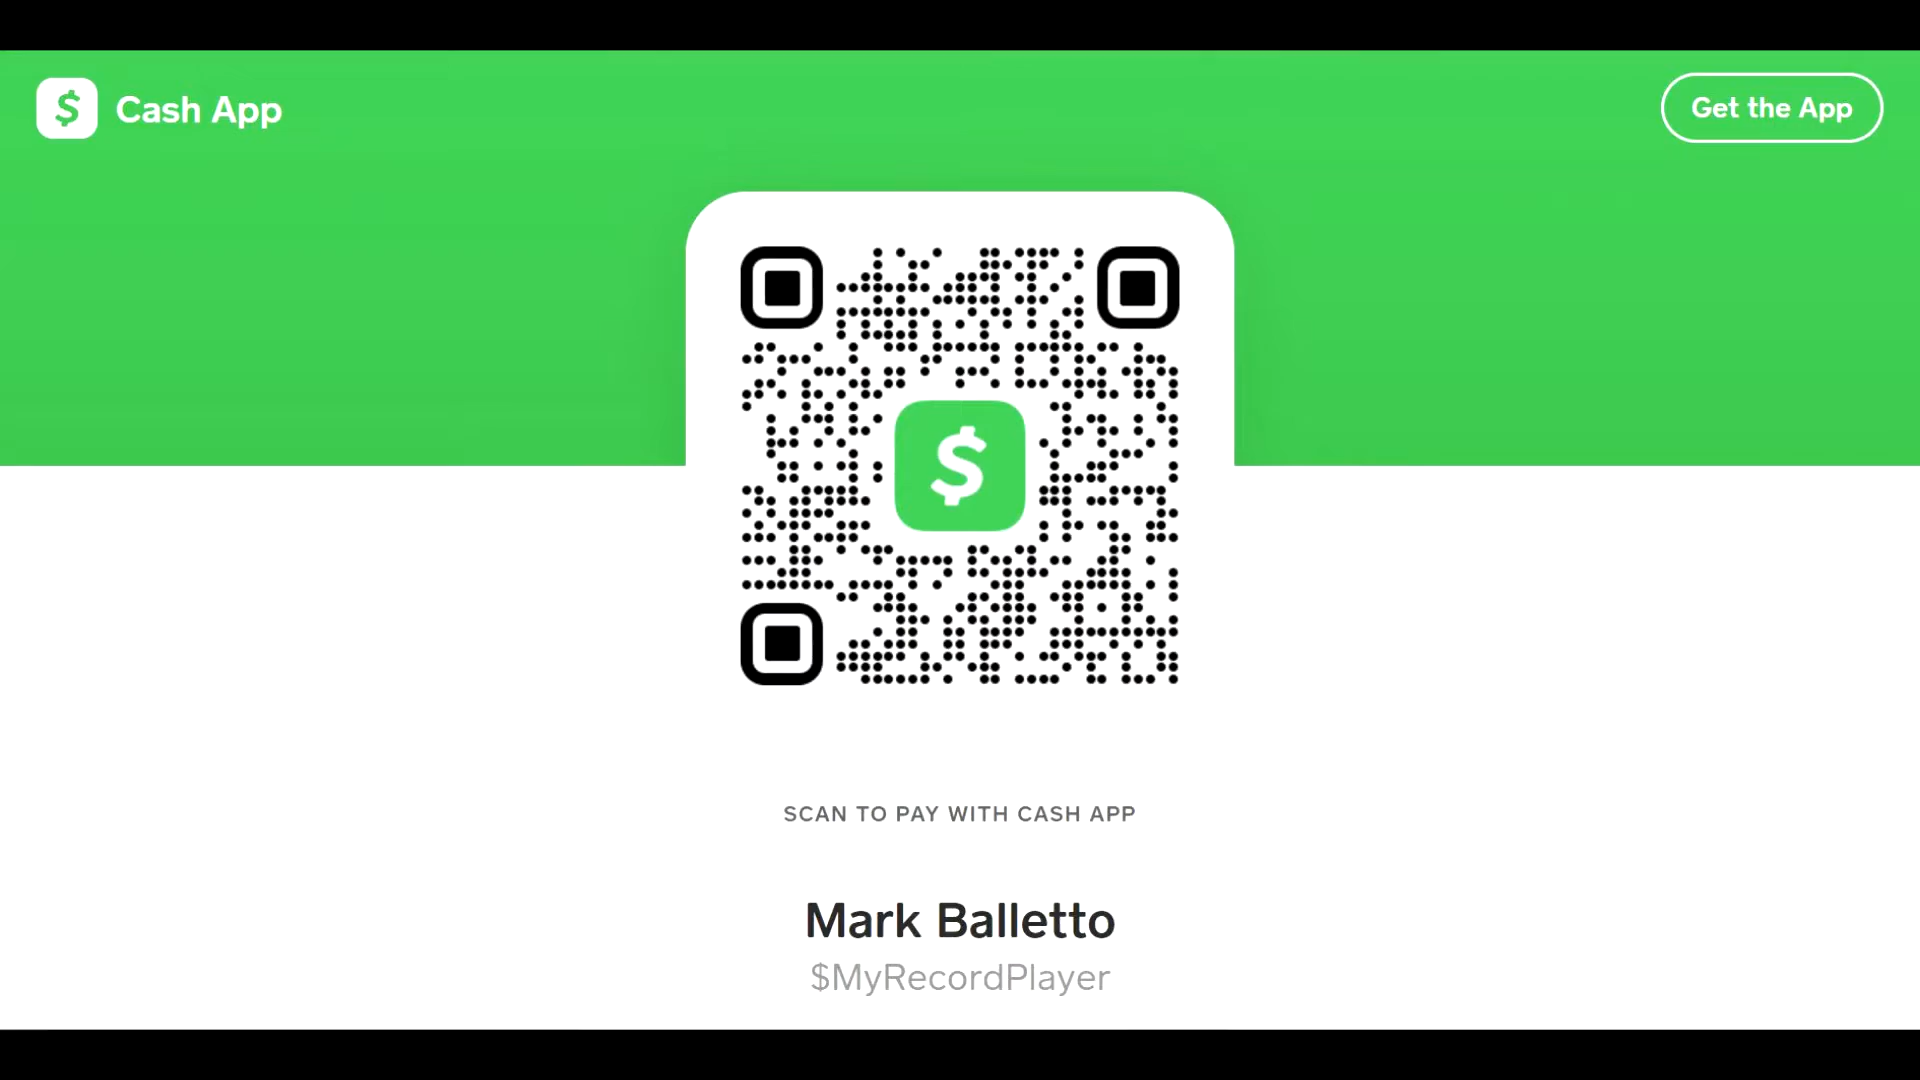 $ Cash App
Get the App
$
SCAN TO PAY WITH CASH APP
Mark Balletto
$MyRecordPlayer